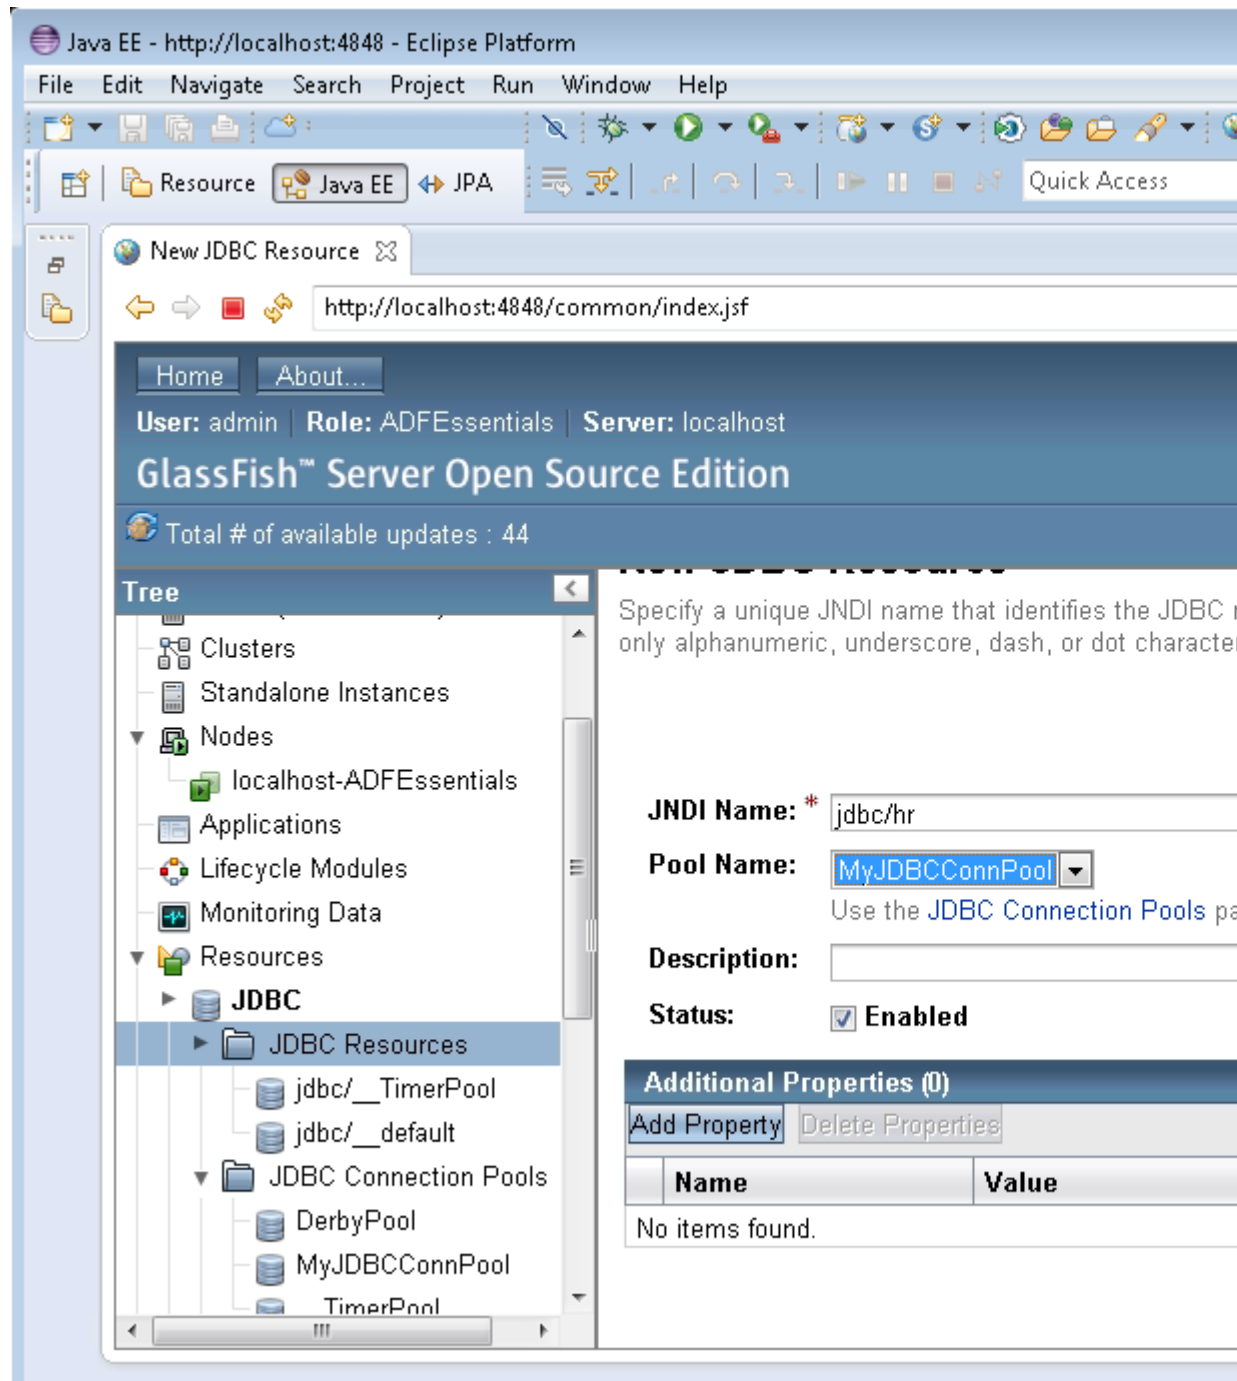 Java EE - http://localhost:4848 - Eclipse Platform
File Edit Navigate Search Project Run Window Help
Resource Java EE JPA Quick Access
New JDBC Resource
http://localhost:4848/common/index.jsf
Home About...
User: admin | Role: ADFEssentials | Server: localhost
GlassFish™ Server Open Source Edition
Total # of available updates : 44
Tree
Clusters
Standalone Instances
Nodes
localhost-ADFEssentials
Applications
Lifecycle Modules
Monitoring Data
Resources
JDBC
JDBC Resources
jdbc/__TimerPool
jdbc/__default
JDBC Connection Pools
DerbyPool
MyJDBCConnPool
__TimerPool
New JDBC Resource
Specify a unique JNDI name that identifies the JDBC
only alphanumeric, underscore, dash, or dot
JNDI Name: * jdbc/hr
Pool Name: MyJDBCConnPool
Use the JDBC Connection Pools
Description:
Status: Enabled
Additional Properties (0)
Add Property Delete Properties
Name Value
No items found.